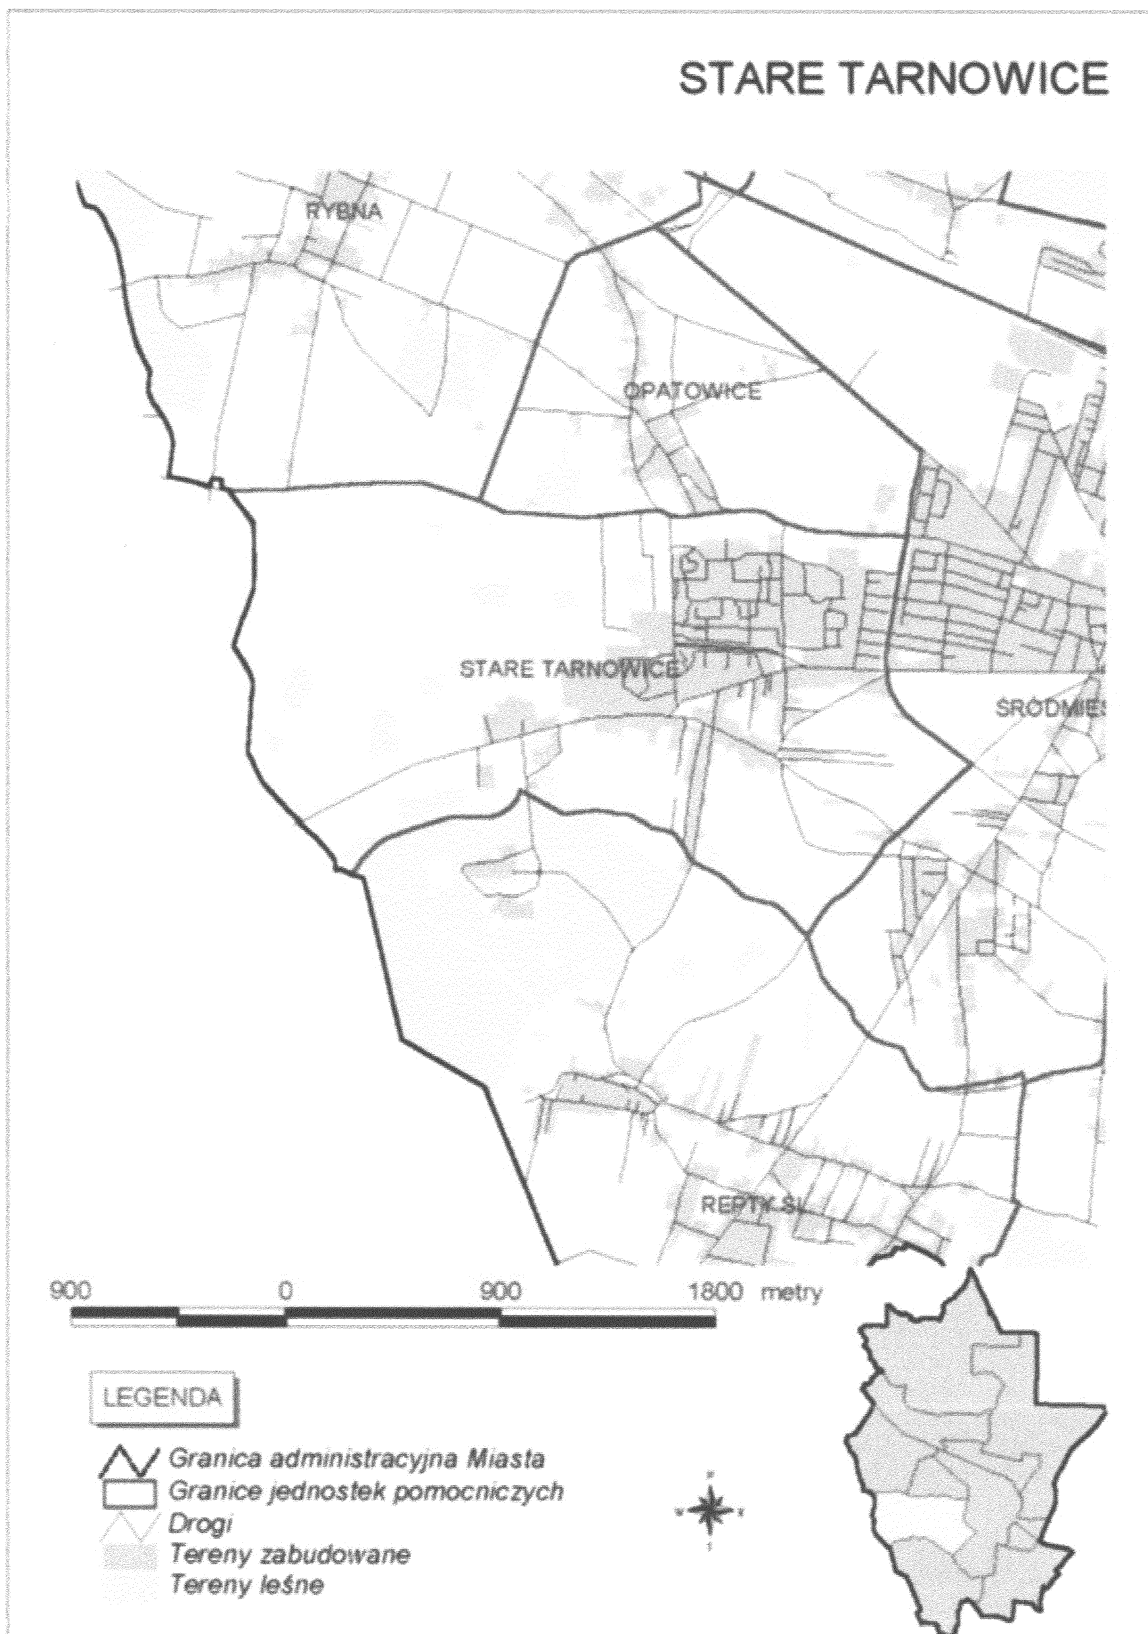 STARE TARNOWICE
RYBNA
OPATOWICE
STARE TARNOWICE
ŚRÓDMIEŚ
REPTY ŚL
900 0 900 1800 metry
LEGENDA
Granica administracyjna Miasta
Granice jednostek pomocniczych
Drogi
Tereny zabudowane
Tereny leśne